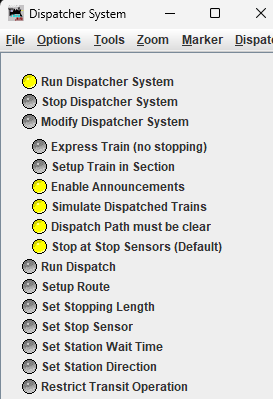 Dispatcher System
File Options Tools Zoom Marker Dispatc
Run Dispatcher System
Stop Dispatcher System
Modify Dispatcher System
Express Train (no stopping)
Setup Train in Section
Enable Announcements
Simulate Dispatched Trains
Dispatch Path must be clear
Stop at Stop Sensors (Default)
Run Dispatch
Setup Route
Set Stopping Length
Set Stop Sensor
Set Station Wait Time
Set Station Direction
Restrict Transit Operation